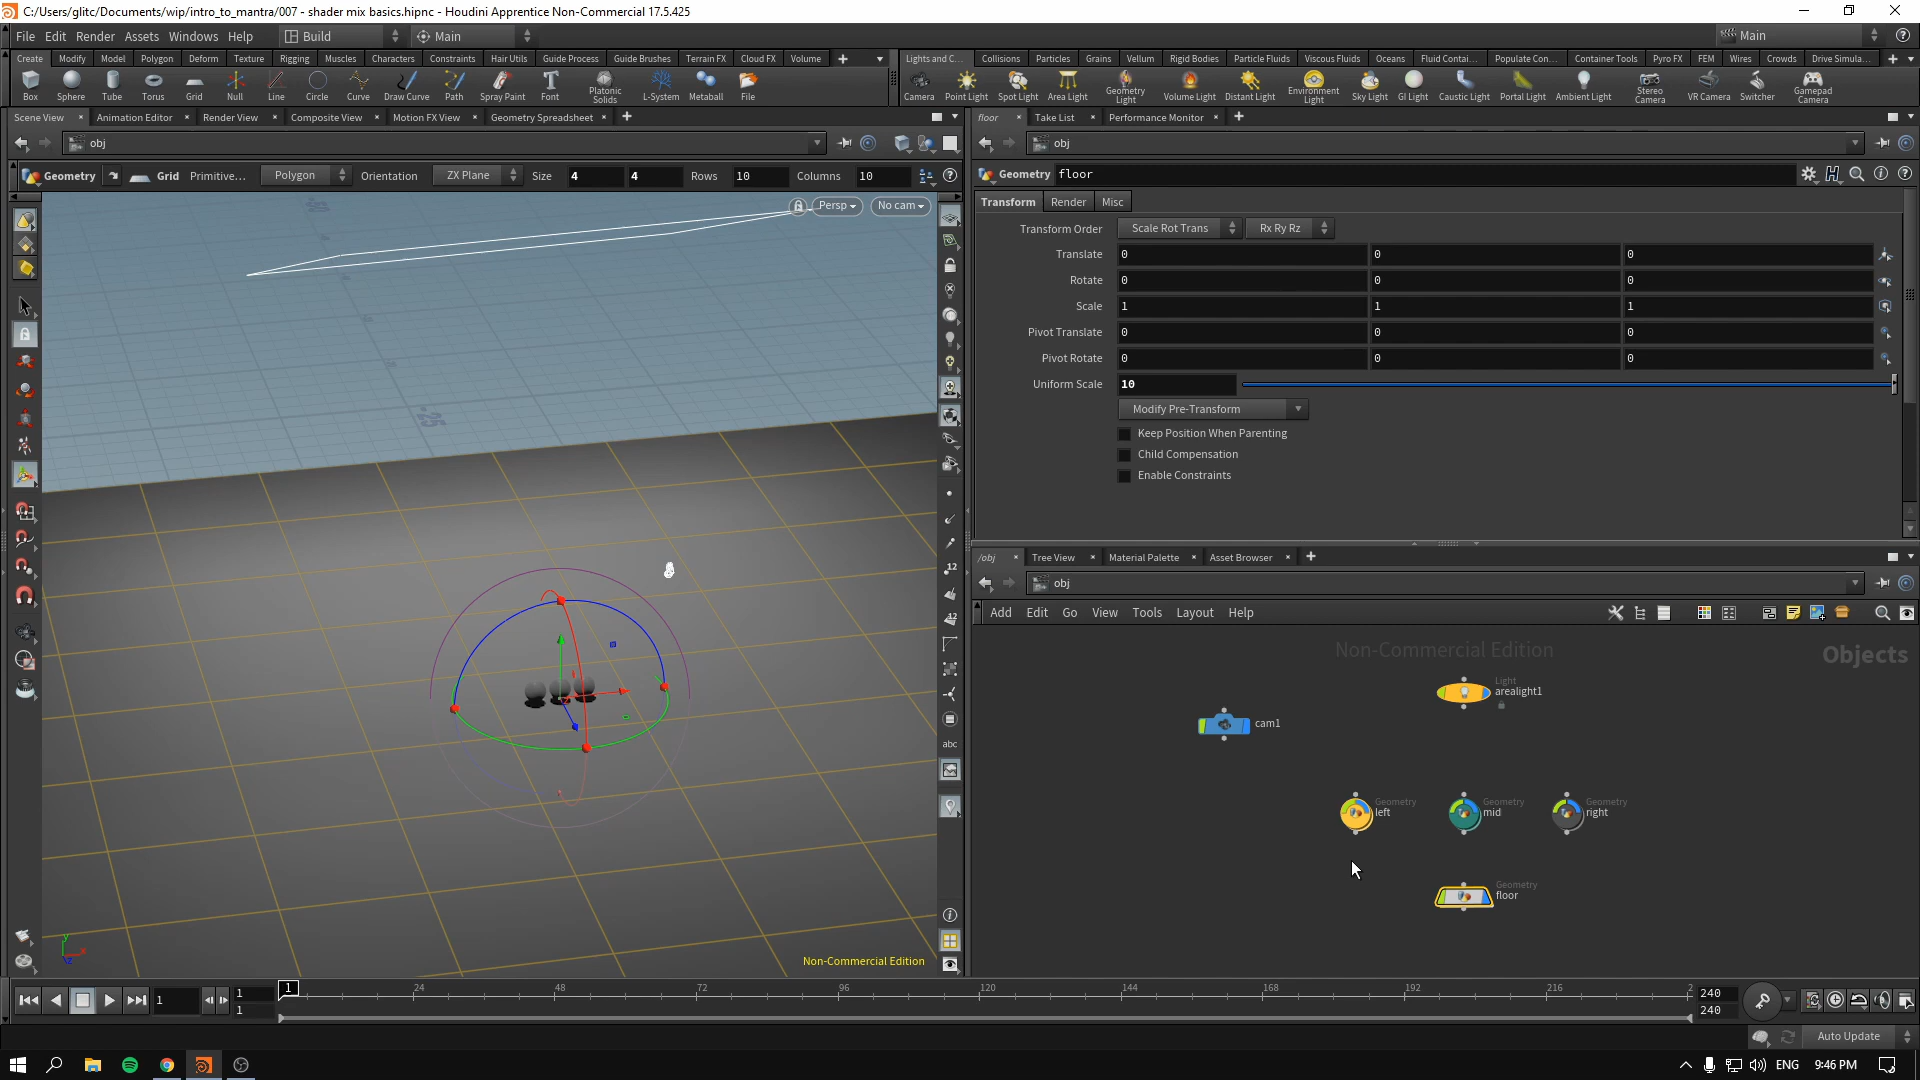 C:/Users/glitc/Documents/wip/intro_to_mantra/007 - shader mix basics.hipnc - Houdini Apprentice Non-Commercial 17.5.425
File Edit Render Assets Windows Help Build Main Main
Create Modify Model Polygon Deform Texture Rigging Muscles Characters Constraints Hair Utils Guide Process Guide Brushes Terrain FX Cloud FX Volume
Lights and C... Collisions Particles Grains Vellum Rigid Bodies Particle Fluids Viscous Fluids Oceans Fluid Contai... Populate Con... Container Tools Pyro FX FEM Wires Crowds Drive Simula...
Box Sphere Tube Torus Grid Null Line Circle Curve Draw Curve Path Spray Paint Font Platonic Solids L-System Metaball File
Camera Point Light Spot Light Area Light Geometry Light Volume Light Distant Light Environment Light Sky Light GI Light Caustic Light Portal Light Ambient Light Stereo Camera VR Camera Switcher Gamepad Camera
Scene View Animation Editor Render View Composite View Motion FX View Geometry Spreadsheet
floor Take List Performance Monitor
obj
obj
Geometry Grid Primitive... Polygon Orientation ZX Plane Size 4 4 Rows 10 Columns 10
Geometry floor
Persp No cam
Transform Render Misc
Transform Order Scale Rot Trans Rx Ry Rz
Translate 0 0 0
Rotate 0 0 0
Scale 1 1 1
Pivot Translate 0 0 0
Pivot Rotate 0 0 0
Uniform Scale 10
Modify Pre-Transform
Keep Position When Parenting
Child Compensation
Enable Constraints
/obj Tree View Material Palette Asset Browser
obj
Add Edit Go View Tools Layout Help
Non-Commercial Edition
Objects
Light
arealight1
cam1
Geometry
left
Geometry
mid
Geometry
right
Geometry
floor
12
12
abc
Non-Commercial Edition
1 1 1 24 48 72 96 120 144 168 192 216 2 240
1 240
Auto Update
ENG 9:46 PM